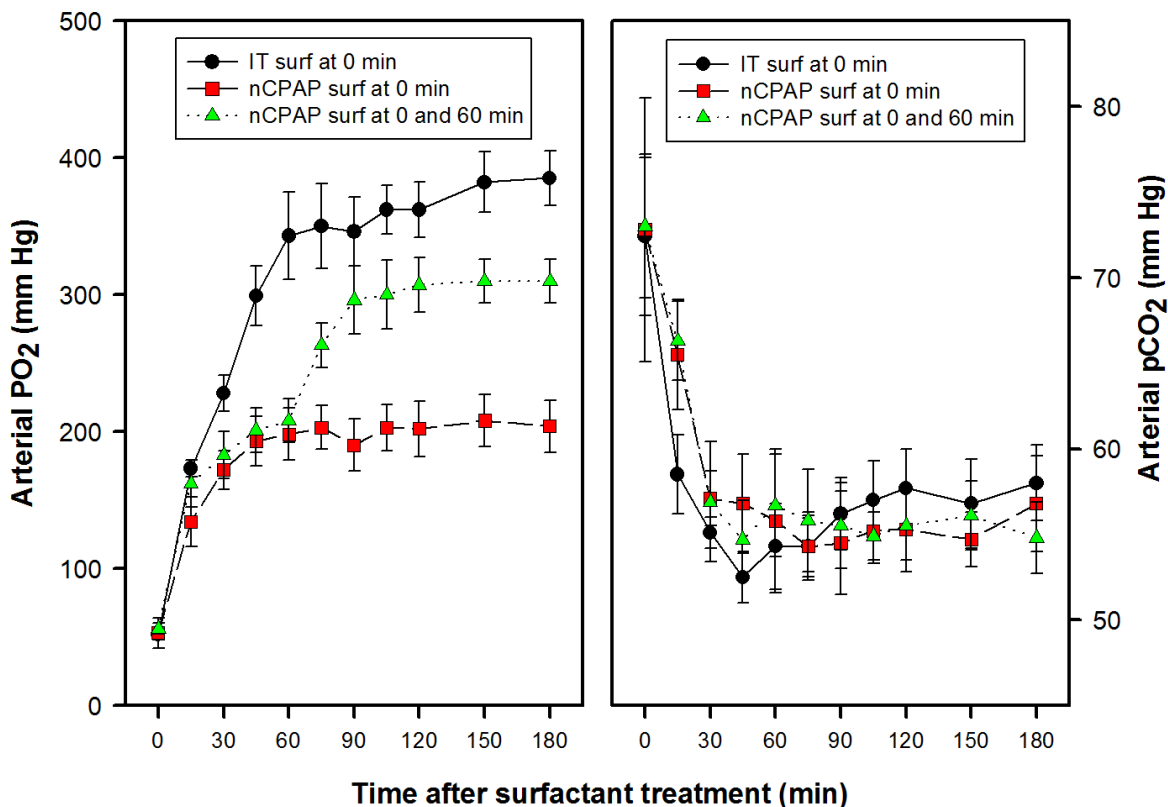 Arterial PO2 (mm Hg)
500
400
300
200
100
0
IT surf at 0 min
nCPAP surf at 0 min
nCPAP surf at 0 and 60 min
0 30 60 90 120 150 180
IT surf at 0 min
nCPAP surf at 0 min
nCPAP surf at 0 and 60 min
0 30 60 90 120 150 180
80
70
60
50
Arterial pCO2 (mm Hg)
Time after surfactant treatment (min)